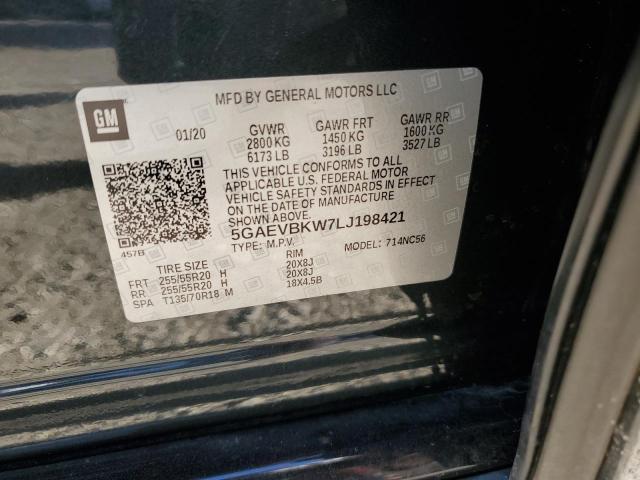 MFD BY GENERAL MOTORS LLC
GM
01/20 GVWR GAWR FRT GAWR RR
2800KG 1450 KG 1600 KG
6173 LB 3196 LB 3527 LB
THIS VEHICLE CONFORMS TO ALL
APPLICABLE U.S. FEDERAL MOTOR
VEHICLE SAFETY STANDARDS IN EFFECT
ON THE DATE OF MANUFACTURE
SHOWN ABOVE.
457B
5GAEVBKW7LJ198421
TYPE: M.P.V. MODEL: 714NC56
TIRE SIZE RIM
FRT 255/55R20 H 20X8J
RR 255/55R20 H 20X8J
SPA T135/70R18 M 18X4.5B